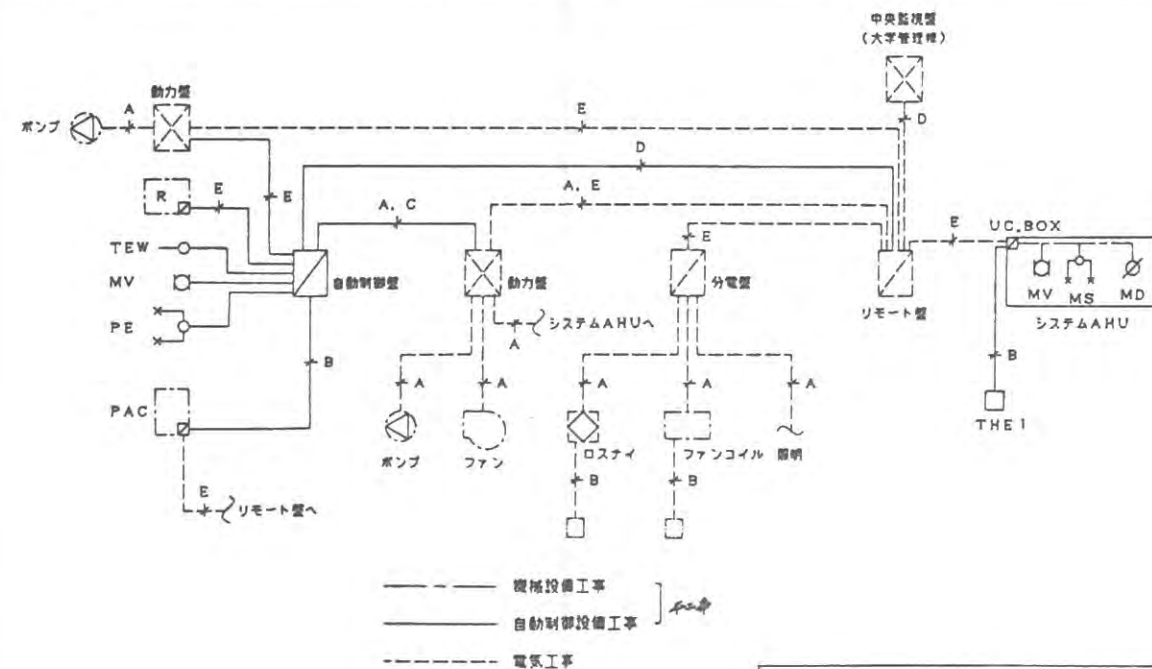 中央監視盤
(大学管理棟)
動力盤
ポンプ
A
E
D
D
R
E
E
A, C
A, E
E
E
UC.BOX
TEW
MV
自動制御盤
動力盤
分電盤
リモート盤
MV
MS
MD
システムAHU
PE
システムAHUへ
A
B
B
A
A
A
A
A
PAC
THE1
ポンプ
ファン
ロスナイ
ファンコイル
照明
E
リモート盤へ
B
B
機械設備工事
自動制御設備工事
電気工事